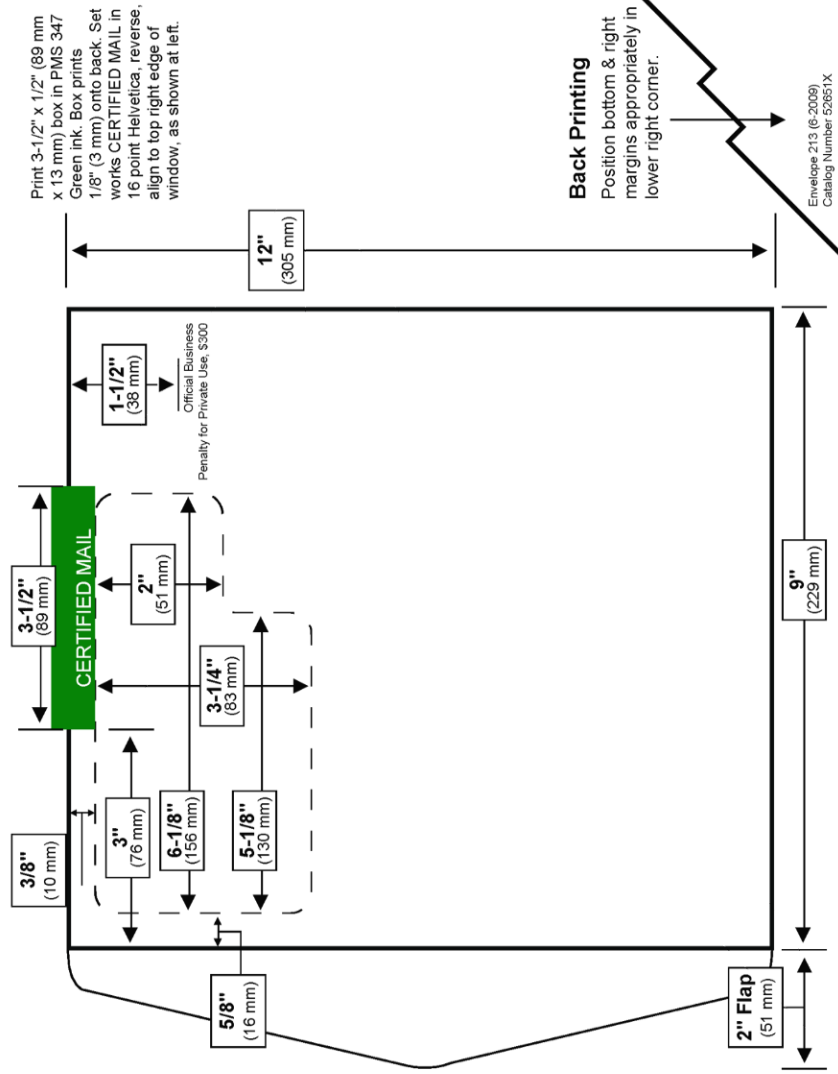 Print 3-1/2" x 1/2" (89 mm
x 13 mm) box in PMS 347
Green ink. Box prints
1/8" (3 mm) onto back. Set
works CERTIFIED MAIL in
16 point Helvetica, reverse,
align to top right edge of
window, as shown at left.
3-1/2"
(89 mm)
CERTIFIED MAIL
3/8"
(10 mm)
1-1/2"
(38 mm)
Official Business
Penalty for Private Use, $300
12"
(305 mm)
2"
(51 mm)
3"
(76 mm)
3-1/4"
(83 mm)
6-1/8"
(156 mm)
5-1/8"
(130 mm)
5/8"
(16 mm)
2" Flap
(51 mm)
9"
(229 mm)
Back Printing
Position bottom & right
margins appropriately in
lower right corner.
Envelope 213 (6-2009)
Catalog Number 52651X